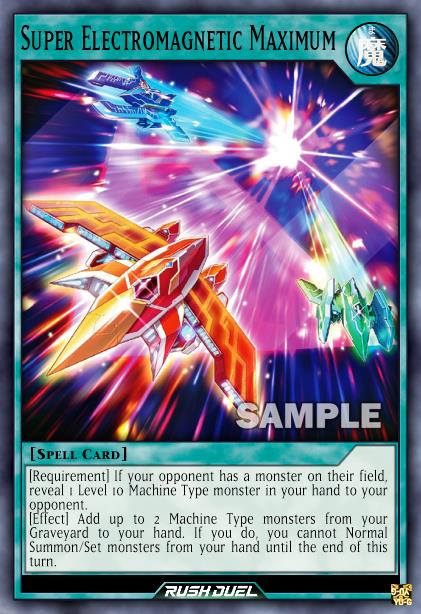 Super Electromagnetic Maximum
ま
魔
SAMPLE
[Spell Card]
[Requirement] If your opponent has a monster on their field,
reveal 1 Level 10 Machine Type monster in your hand to your
opponent.
[Effect] Add up to 2 Machine Type monsters from your
Graveyard to your hand. If you do, you cannot Normal
Summon/Set monsters from your hand until the end of this
turn.
RUSH DUEL